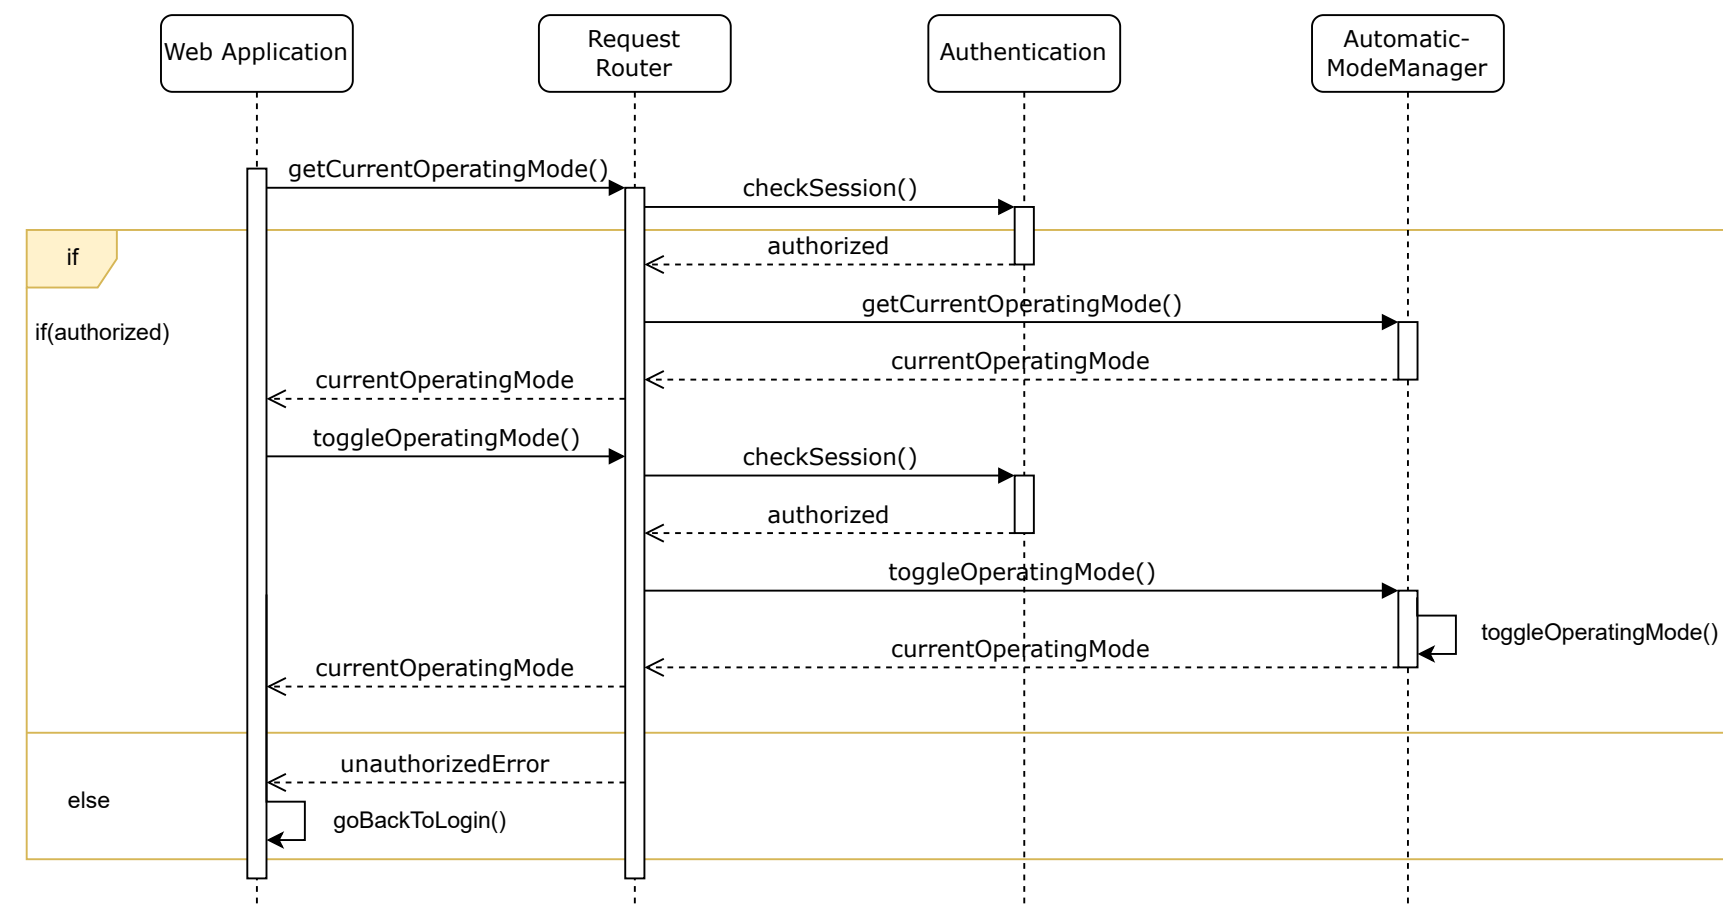 Web Application
Request
Router
Authentication
Automatic-
ModeManager
getCurrentOperatingMode()
checkSession()
if
authorized
getCurrentOperatingMode()
if(authorized)
currentOperatingMode
currentOperatingMode
toggleOperatingMode()
checkSession()
authorized
toggleOperatingMode()
toggleOperatingMode()
currentOperatingMode
currentOperatingMode
unauthorizedError
else
goBackToLogin()